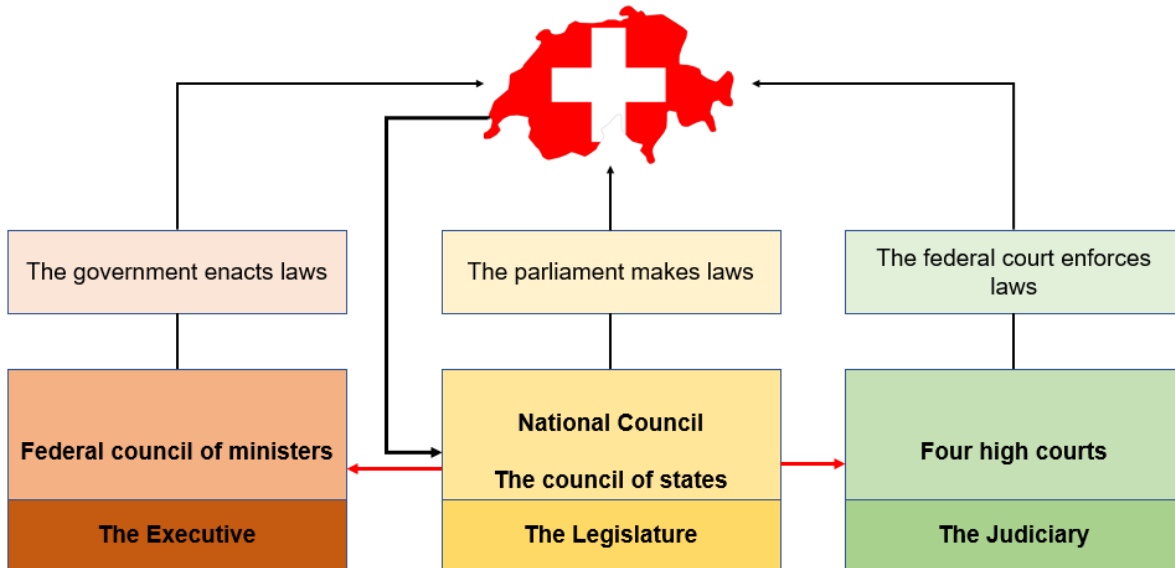 The government enacts laws
The parliament makes laws
The federal court enforces
laws
Federal council of ministers
National Council
The council of states
Four high courts
The Executive
The Legislature
The Judiciary